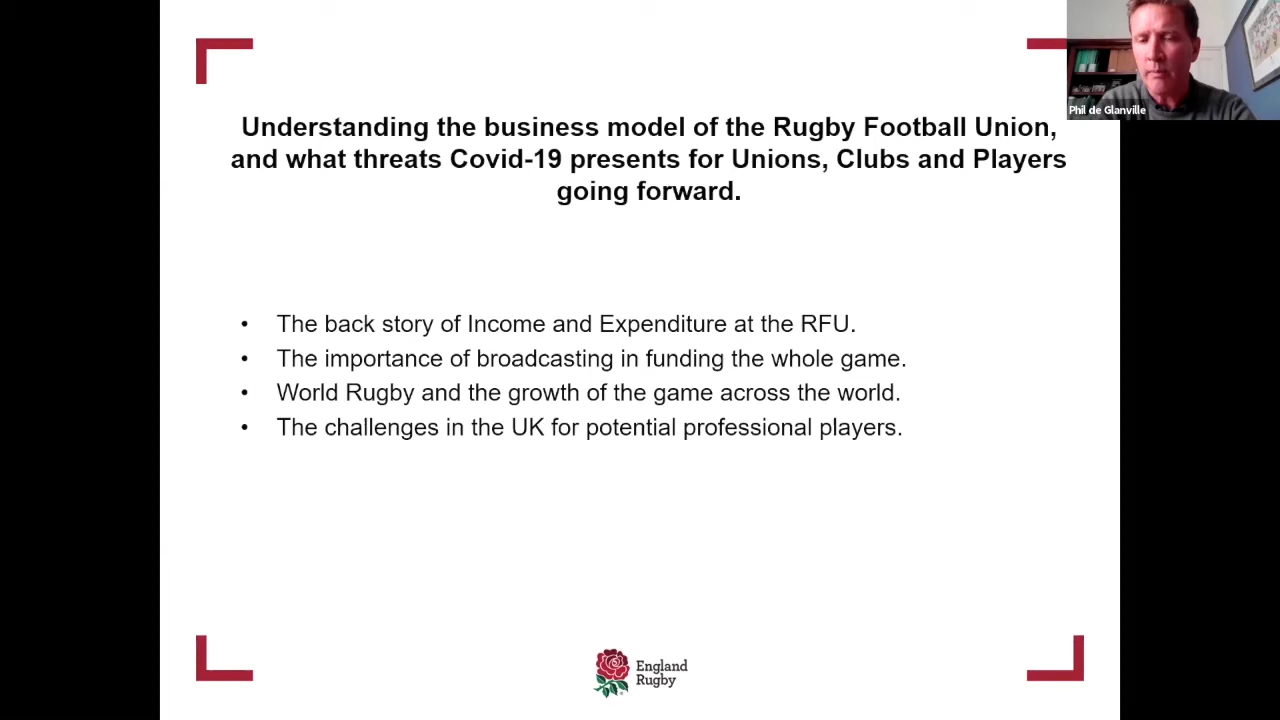 Phil de Glanville
Understanding the business model of the Rugby Football Union,
and what threats Covid-19 presents for Unions, Clubs and Players
going forward.
• The back story of Income and Expenditure at the RFU.
• The importance of broadcasting in funding the whole game.
• World Rugby and the growth of the game across the world.
• The challenges in the UK for potential professional players.
England
Rugby